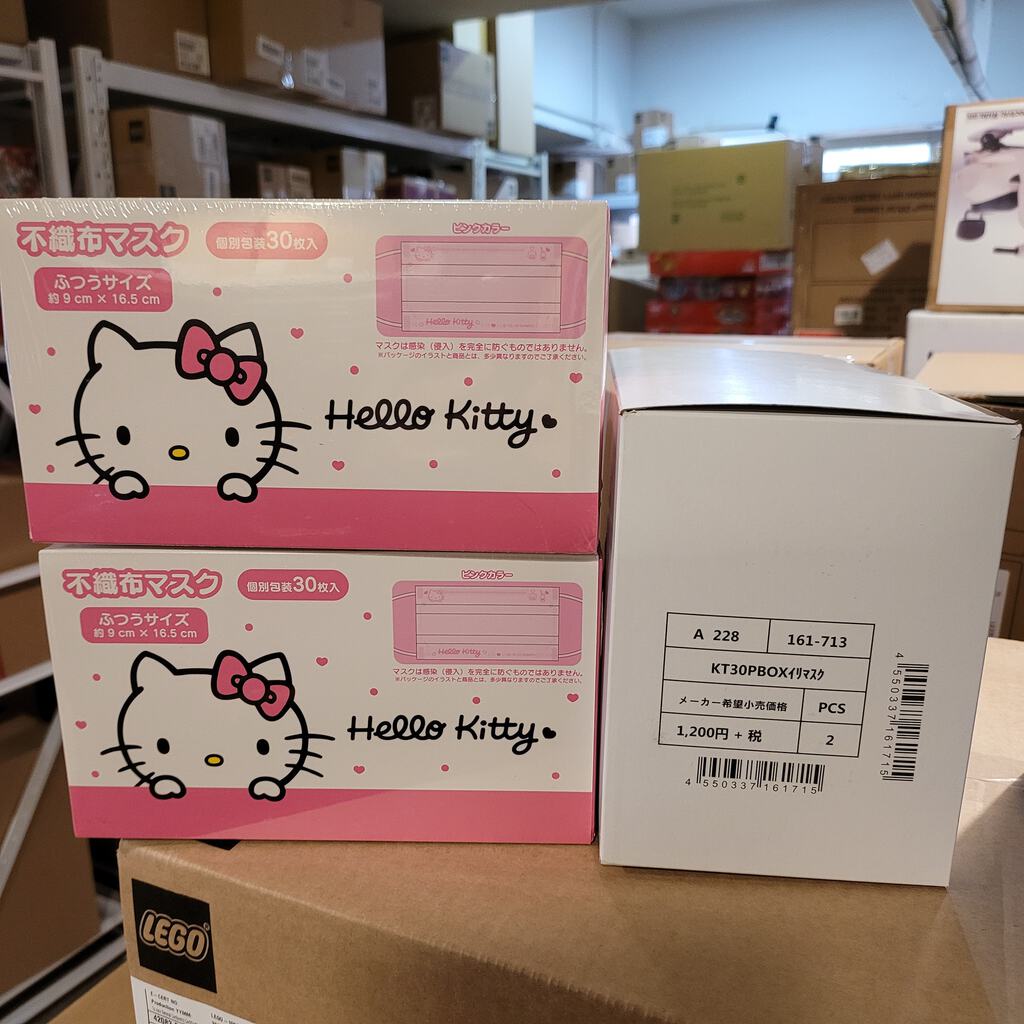 不織布マスク
個別包装30枚入
ふつうサイズ
約9cm×16.5cm
ピンクカラー
Hello Kitty
マスクは感染（侵入）を完全に防ぐものではありません。
※パッケージのイラストと商品とは、多少異なりますのでご了承ください。
Hello Kitty
不織布マスク
個別包装30枚入
ふつうサイズ
約9cm×16.5cm
ピンクカラー
Hello Kitty
マスクは感染（侵入）を完全に防ぐものではありません。
※パッケージのイラストと商品とは、多少異なりますのでご了承ください。
Hello Kitty
A 228
161-713
KT30PBOXｲﾘﾏｽｸ
メーカー希望小売価格
PCS
1,200円 + 税
2
4 550337 161715
4 550337 161715
LEGO